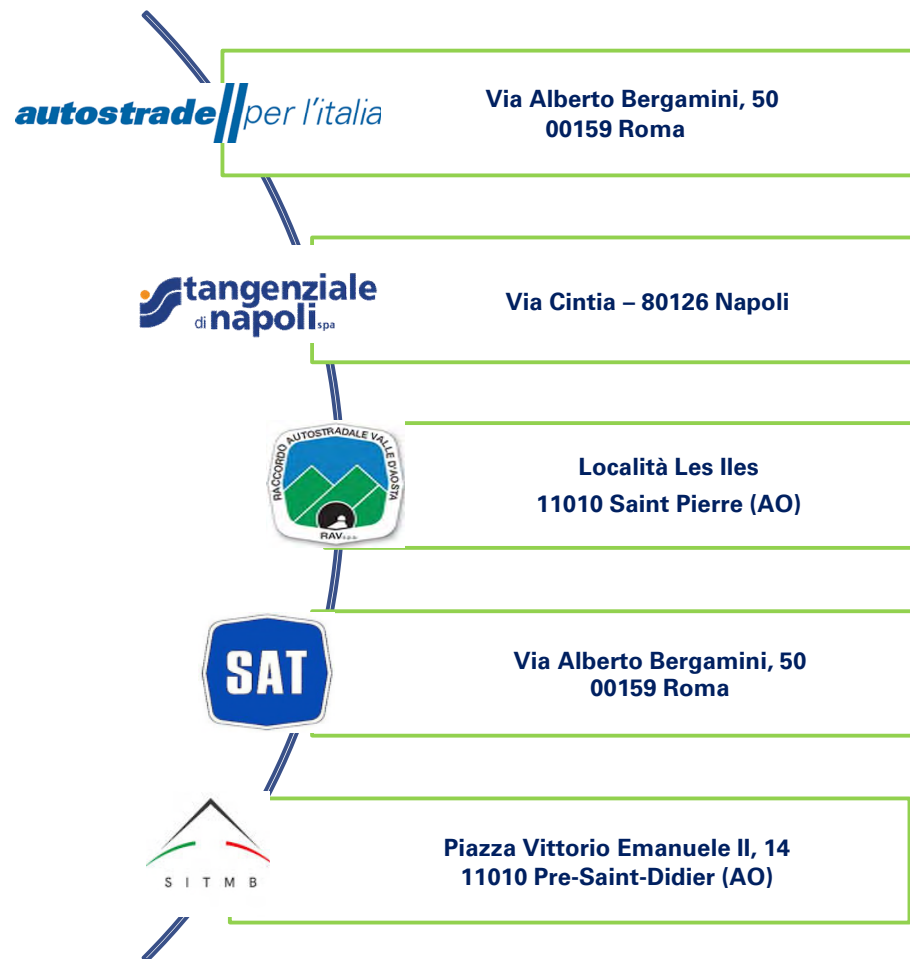 autostrade per l'italia
Via Alberto Bergamini, 50
00159 Roma
tangenziale
di napoli spa
Via Cintia – 80126 Napoli
RACCORDO AUTOSTRADALE VALLE D'AOSTA
RAV s.p.a.
Località Les Iles
11010 Saint Pierre (AO)
SAT
Via Alberto Bergamini, 50
00159 Roma
SITMB
Piazza Vittorio Emanuele II, 14
11010 Pre-Saint-Didier (AO)